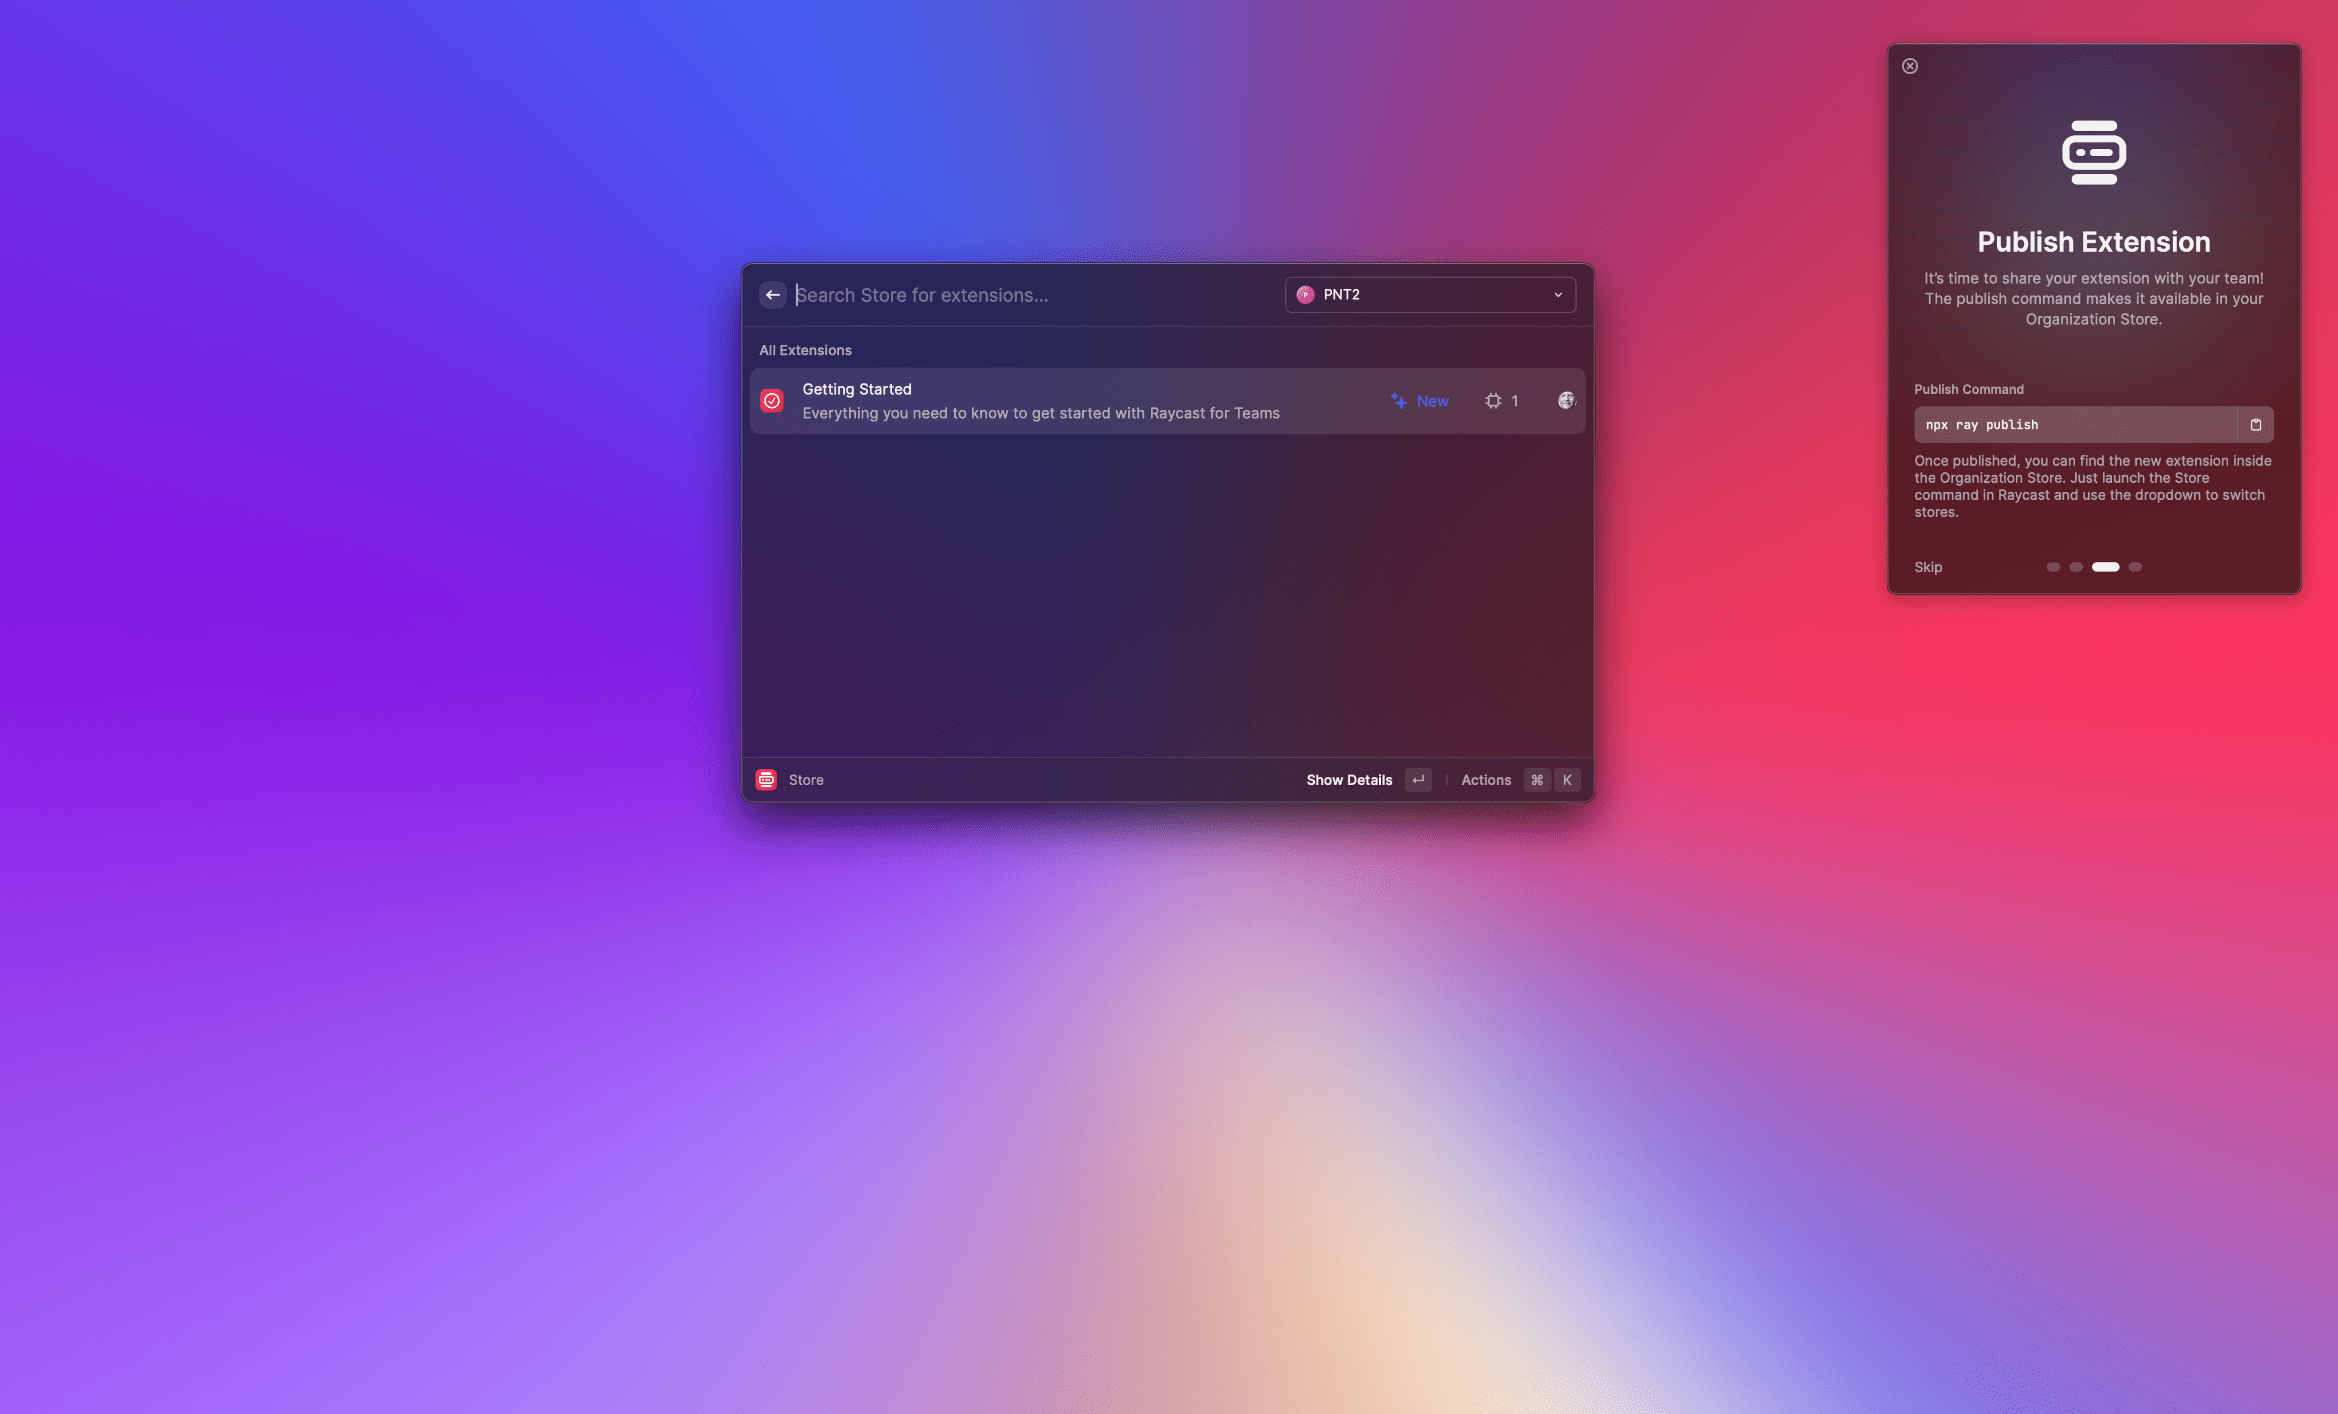 Search Store for extensions...
PNT2
All Extensions
Getting Started
Everything you need to know to get started with Raycast for Teams
New
1
Store
Show Details
Actions
⌘
K
Publish Extension
It's time to share your extension with your team!
The publish command makes it available in your
Organization Store.
Publish Command
npx ray publish
Once published, you can find the new extension inside
the Organization Store. Just launch the Store
command in Raycast and use the dropdown to switch
stores.
Skip